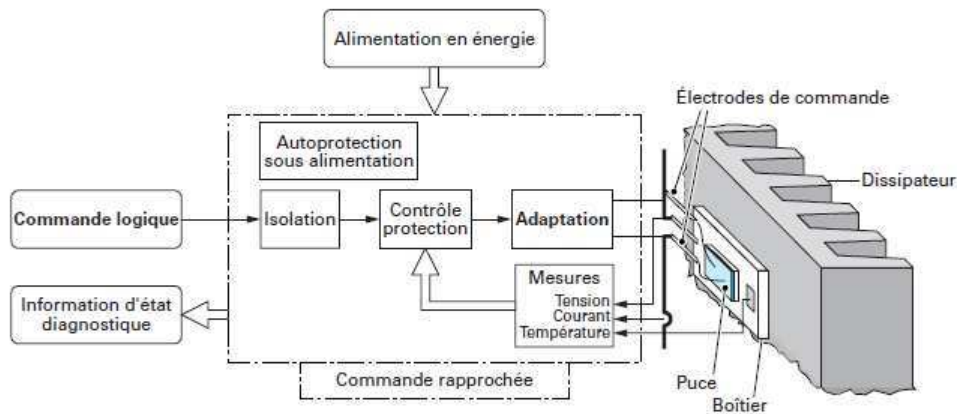 Alimentation en énergie
Électrodes de commande
Autoprotection
sous alimentation
Dissipateur
Commande logique
Isolation
Contrôle
protection
Adaptation
Mesures
Tension
Courant
Température
Information d'état
diagnostique
Commande rapprochée
Puce
Boîtier